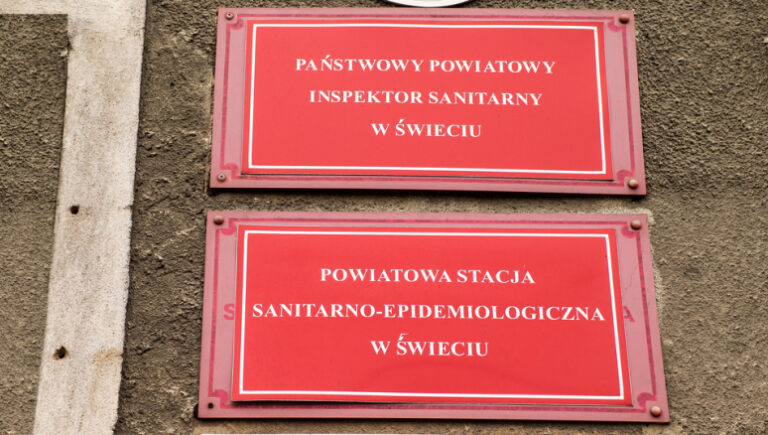 PAŃSTWOWY POWIATOWY
INSPEKTOR SANITARNY
W ŚWIECIU
POWIATOWA STACJA
SANITARNO-EPIDEMIOLOGICZNA
W ŚWIECIU